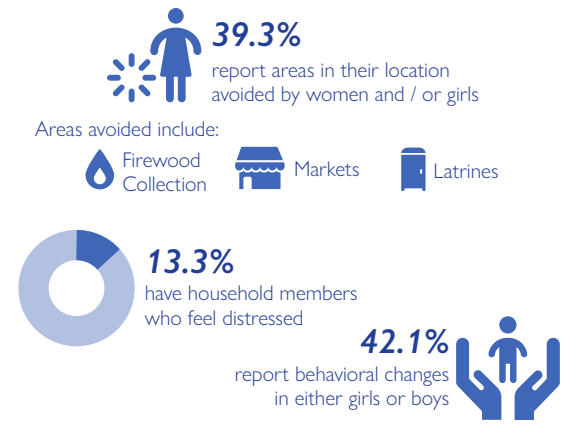 39.3%
report areas in their location
avoided by women and / or girls
Areas avoided include:
Firewood
Collection
Markets
Latrines
13.3%
have household members
who feel distressed
42.1%
report behavioral changes
in either girls or boys